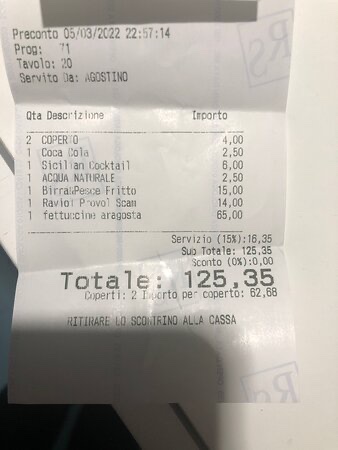 Preconto 05/03/2022 22:57:14
Prog: 71
Tavolo: 20
Servito Da: AGOSTINO
Qta Descrizione Importo
2 COPERTO 4,00
1 Coca Cola 2,50
1 Sicilian Cocktail 6,00
1 ACQUA NATURALE 2,50
1 Birra&Pesce Fritto 15,00
1 Raviol Provol Scam 14,00
1 fettuccine aragosta 65,00
Servizio (15%):16,35
Sub Totale: 125,35
Sconto (0%):0,00
Totale: 125,35
Coperti: 2 Importo per coperto: 62,68
RITIRARE LO SCONTRINO ALLA CASSA